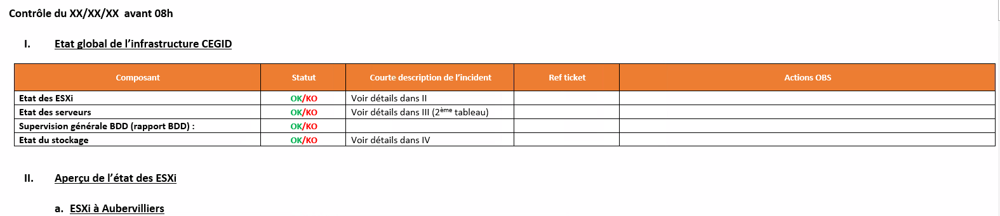 Contrôle du XX/XX/XX  avant 08h
I. Etat global de l’infrastructure CEGID
Composant Statut Courte description de l’incident Ref ticket Actions OBS
Etat des ESXi OK/KO Voir détails dans II
Etat des serveurs OK/KO Voir détails dans III (2ème tableau)
Supervision générale BDD (rapport BDD) : OK/KO
Etat du stockage OK/KO Voir détails dans IV
II. Aperçu de l’état des ESXi
a. ESXi à Aubervilliers